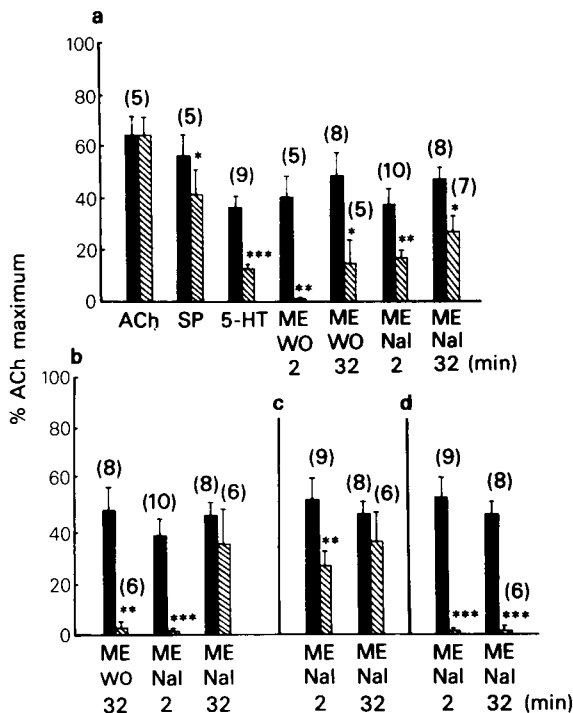 a
% ACh maximum
100
80
60
40
20
0
(5)
(5) *
(9) ***
(5) **
(8) (5) *
(10) **
(8) (7) *
ACh SP 5-HT ME ME ME ME
WO WO Nal Nal
2 32 2 32 (min)
b c d
60
40
20
0
(8) (6) **
(10) ***
(8) (6)
(9) **
(8) (6)
(9) ***
(8) (6) ***
ME ME ME ME ME ME ME
WO Nal Nal Nal Nal Nal Nal
32 2 32 2 32 2 32 (min)